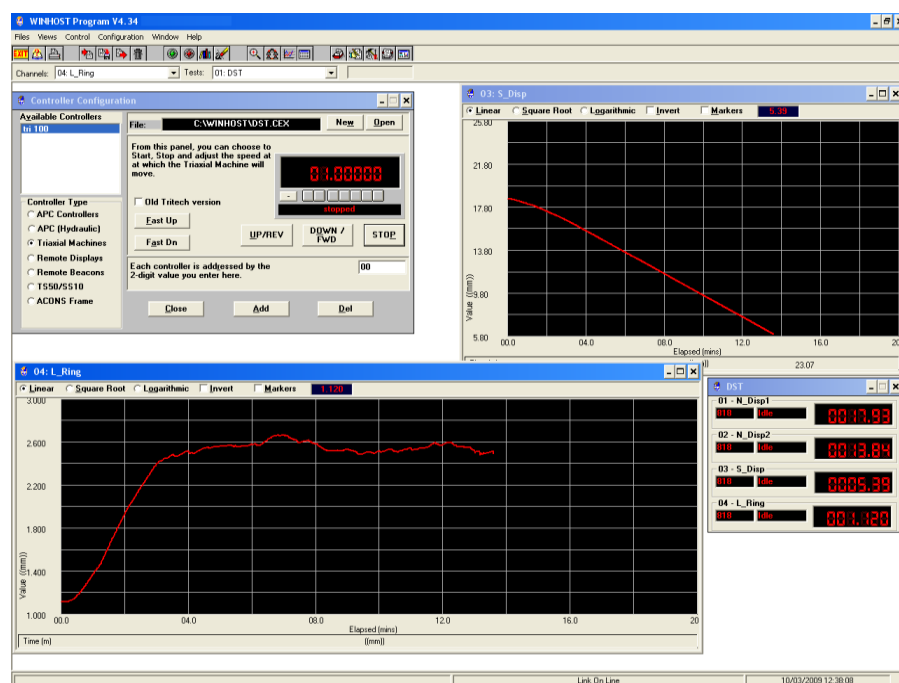 WINHOST Program V4.34
Files Views Control Configuration Window Help
EXIT
Channels: 04: L_Ring Tests: 01: DST
Controller Configuration
Available Controllers
tri 100
File: C:\WINHOST\DST.CEX New Open
From this panel, you can choose to
Start, Stop and adjust the speed at
at which the Triaxial Machine will
move.
01.00000
-
stopped
Old Tritech version
Fast Up
Fast Dn
UP/REV DOWN / FWD STOP
Controller Type
APC Controllers
APC (Hydraulic)
Triaxial Machines
Remote Displays
Remote Beacons
TS50/SS10
ACONS Frame
Each controller is addressed by the
2-digit value you enter here.
00
Close Add Del
03: S_Disp
Linear Square Root Logarithmic Invert Markers 5.39
25.80
21.80
17.80
13.80
9.80
5.80
Value ((mm))
00.0 04.0 08.0 12.0 16.0 20
Elapsed (mins)
23.07
04: L_Ring
Linear Square Root Logarithmic Invert Markers 1.120
3.000
2.600
2.200
1.800
1.400
1.000
Value ((mm))
00.0 04.0 08.0 12.0 16.0 20
Elapsed (mins)
Time (m) ((mm))
DST
01 - N_Disp1
818 Idle 0017.93
02 - N_Disp2
818 Idle 0013.84
03 - S_Disp
818 Idle 0005.39
04 - L_Ring
818 Idle 001.120
Link On Line 10/03/2009 12:38:08